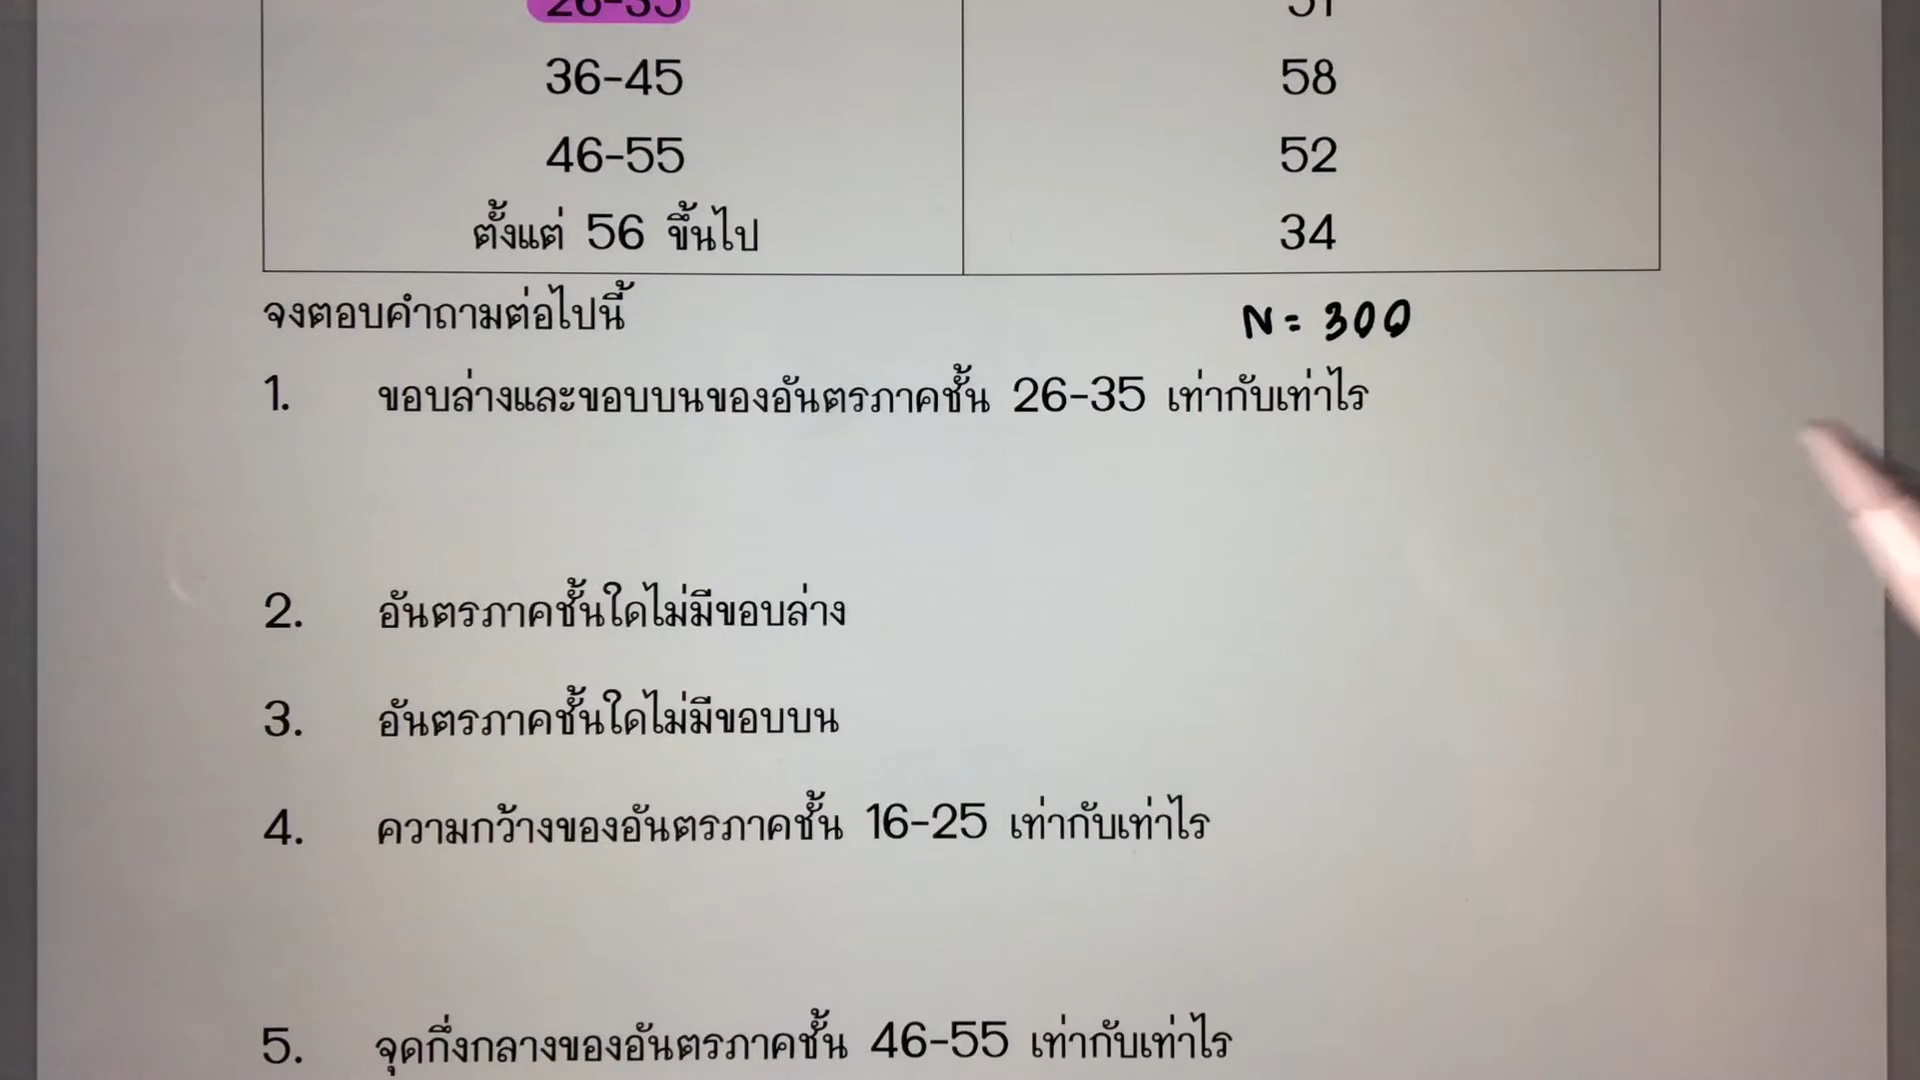 26-35
36-45 58
46-55 52
ตั้งแต่ 56 ขึ้นไป 34
จงตอบคำถามต่อไปนี้ N = 300
1. ขอบล่างและขอบบนของอันตรภาคชั้น 26-35 เท่ากับเท่าไร
2. อันตรภาคชั้นใดไม่มีขอบล่าง
3. อันตรภาคชั้นใดไม่มีขอบบน
4. ความกว้างของอันตรภาคชั้น 16-25 เท่ากับเท่าไร
5. จุดกึ่งกลางของอันตรภาคชั้น 46-55 เท่ากับเท่าไร